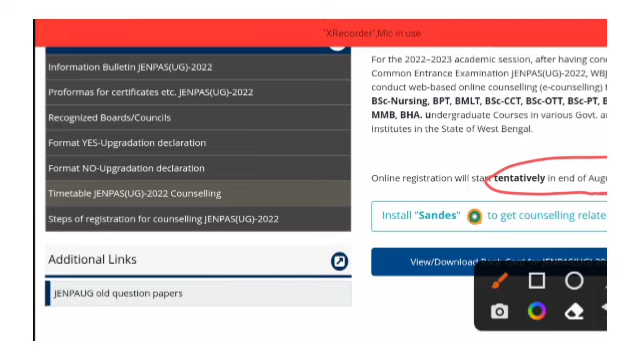 "XRecorder",Mic in use
Information Bulletin JENPAS(UG)-2022
Proformas for certificates etc. JENPAS(UG)-2022
Recognized Boards/Councils
Format YES-Upgradation declaration
Format NO-Upgradation declaration
Timetable JENPAS(UG)-2022 Counselling
Steps of registration for counselling JENPAS(UG)-2022
Additional Links
JENPAUG old question papers
For the 2022–2023 academic session, after having
Common Entrance Examination JENPAS(UG)-2022,
conduct web-based online counselling (e-counselling)
BSc-Nursing, BPT, BMLT, BSc-CCT, BSc-OTT, BSc-PT,
MMB, BHA. undergraduate Courses in various Govt.
Institutes in the State of West Bengal.
Online registration will start tentatively in end of
Install "Sandes" to get counselling
View/Download Rank Card for